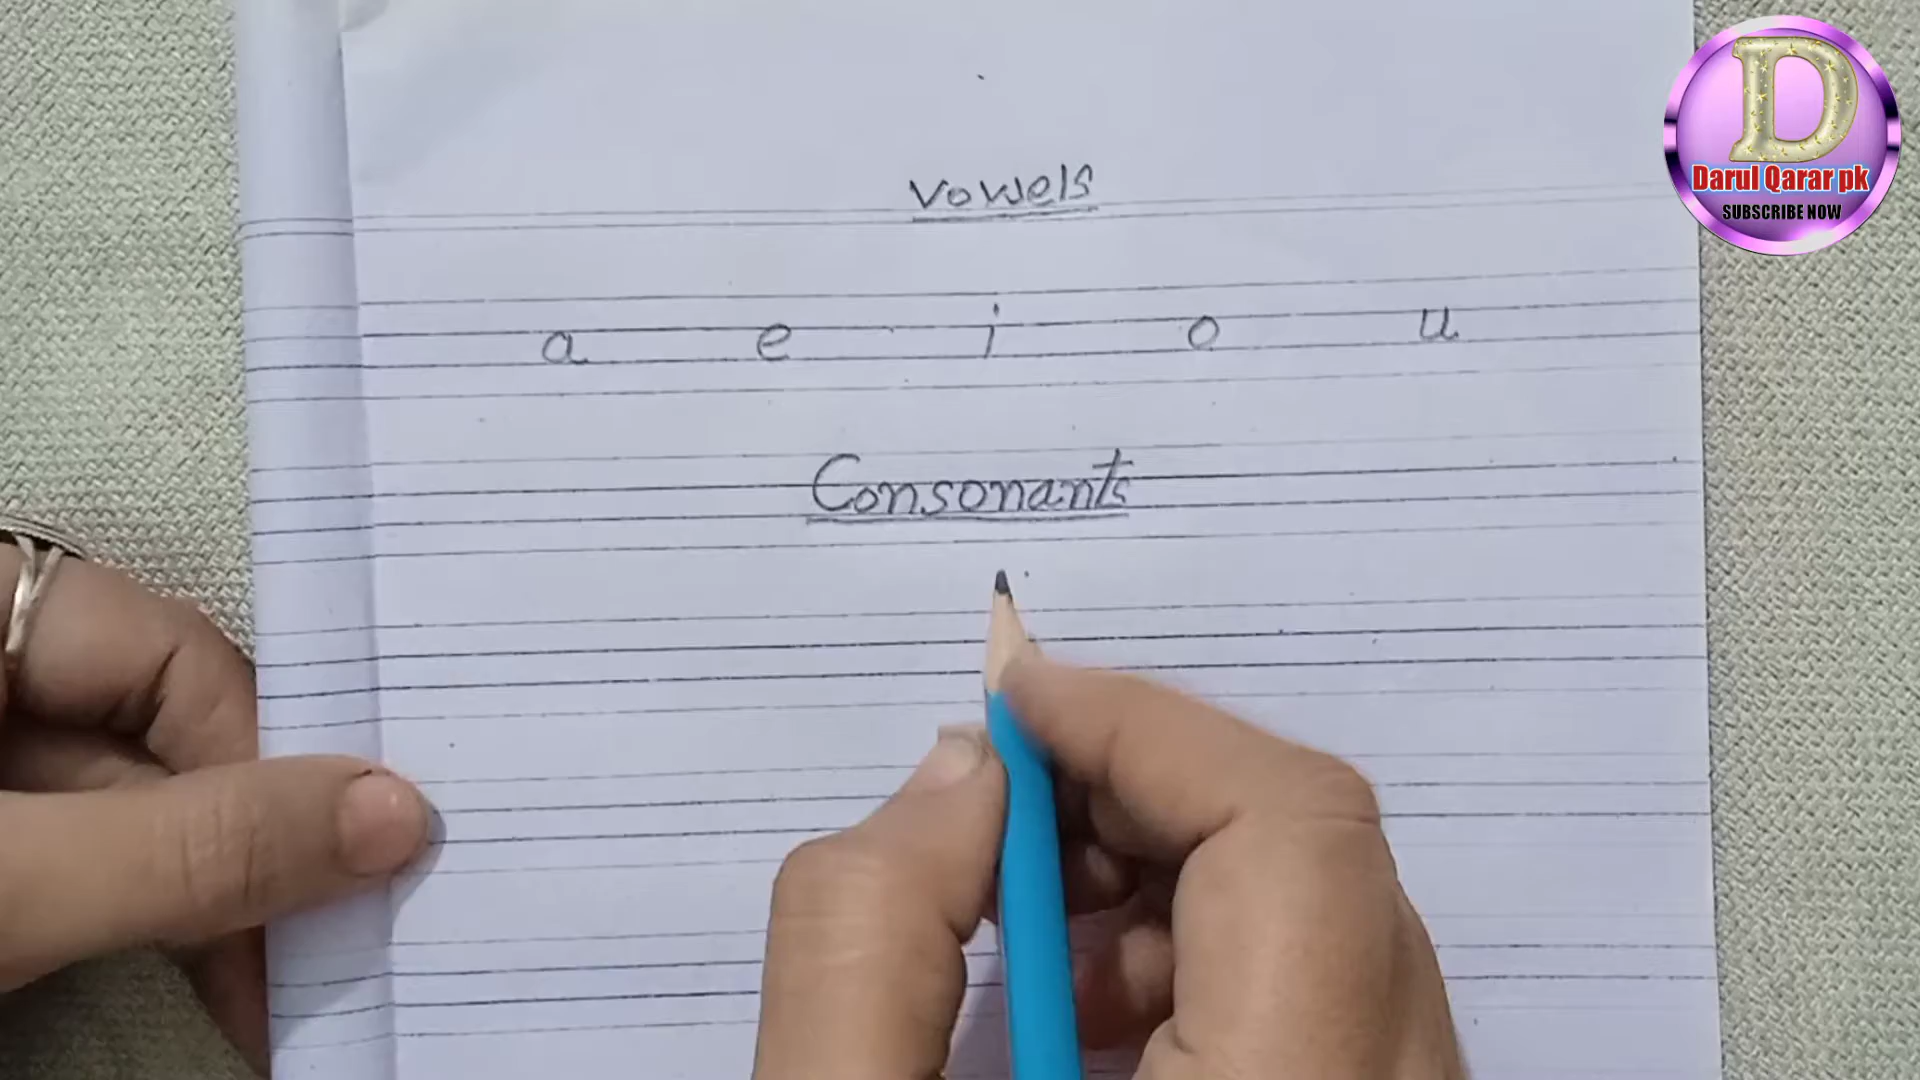 Vowels
a e i o u
Consonants
D
Darul Qarar pk
SUBSCRIBE NOW